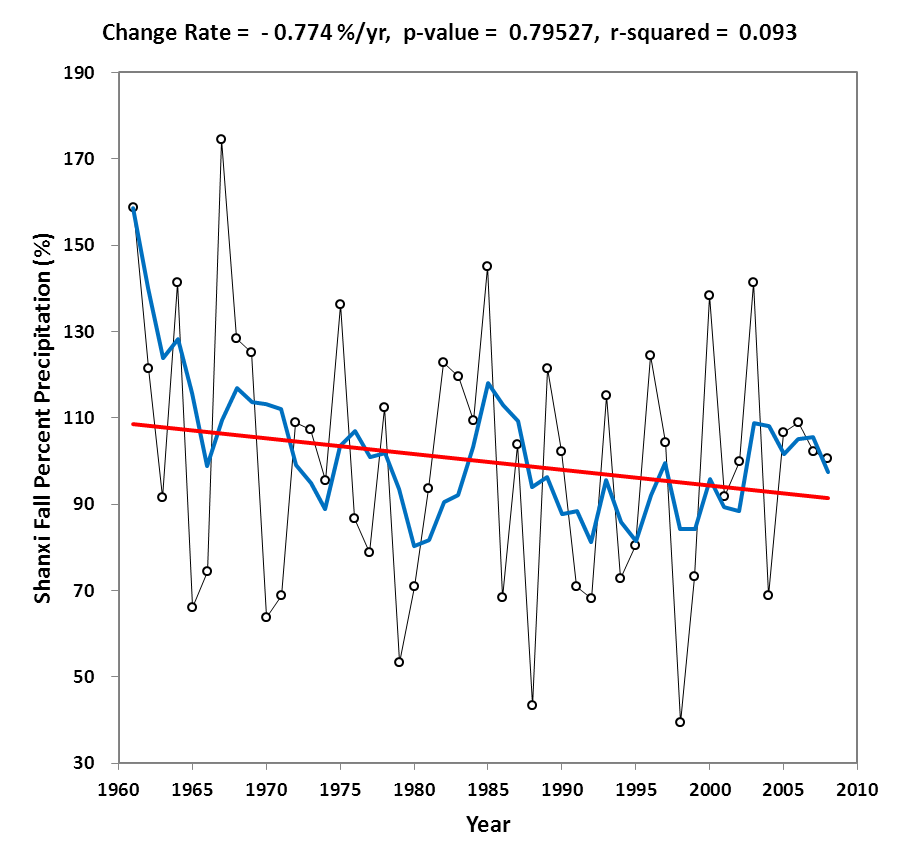 Change Rate = - 0.774 %/yr, p-value = 0.79527, r-squared = 0.093
190
170
150
130
110
90
70
50
30
Shanxi Fall Percent Precipitation (%)
1960 1965 1970 1975 1980 1985 1990 1995 2000 2005 2010
Year